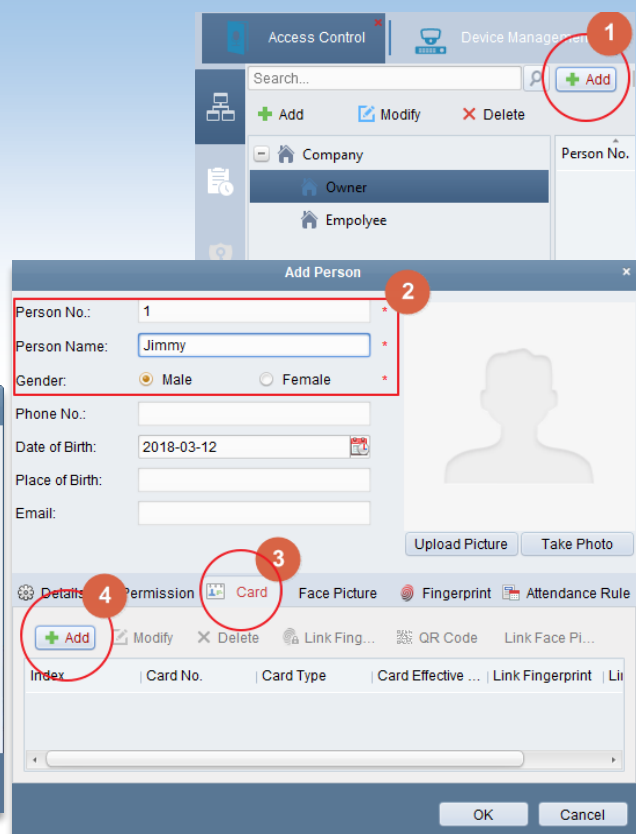 Access Control
Device Management
1
Search...
Add
Add Modify Delete
Person No.
Company
Owner
Empolyee
Add Person
2
Person No.: 1 *
Person Name: Jimmy *
Gender: Male Female *
Phone No.:
Date of Birth: 2018-03-12
Place of Birth:
Email:
Upload Picture Take Photo
3
4
Details Permission Card Face Picture Fingerprint Attendance Rule
Add Modify Delete Link Fing... QR Code Link Face Pi...
Index Card No. Card Type Card Effective ... Link Fingerprint Li
OK Cancel